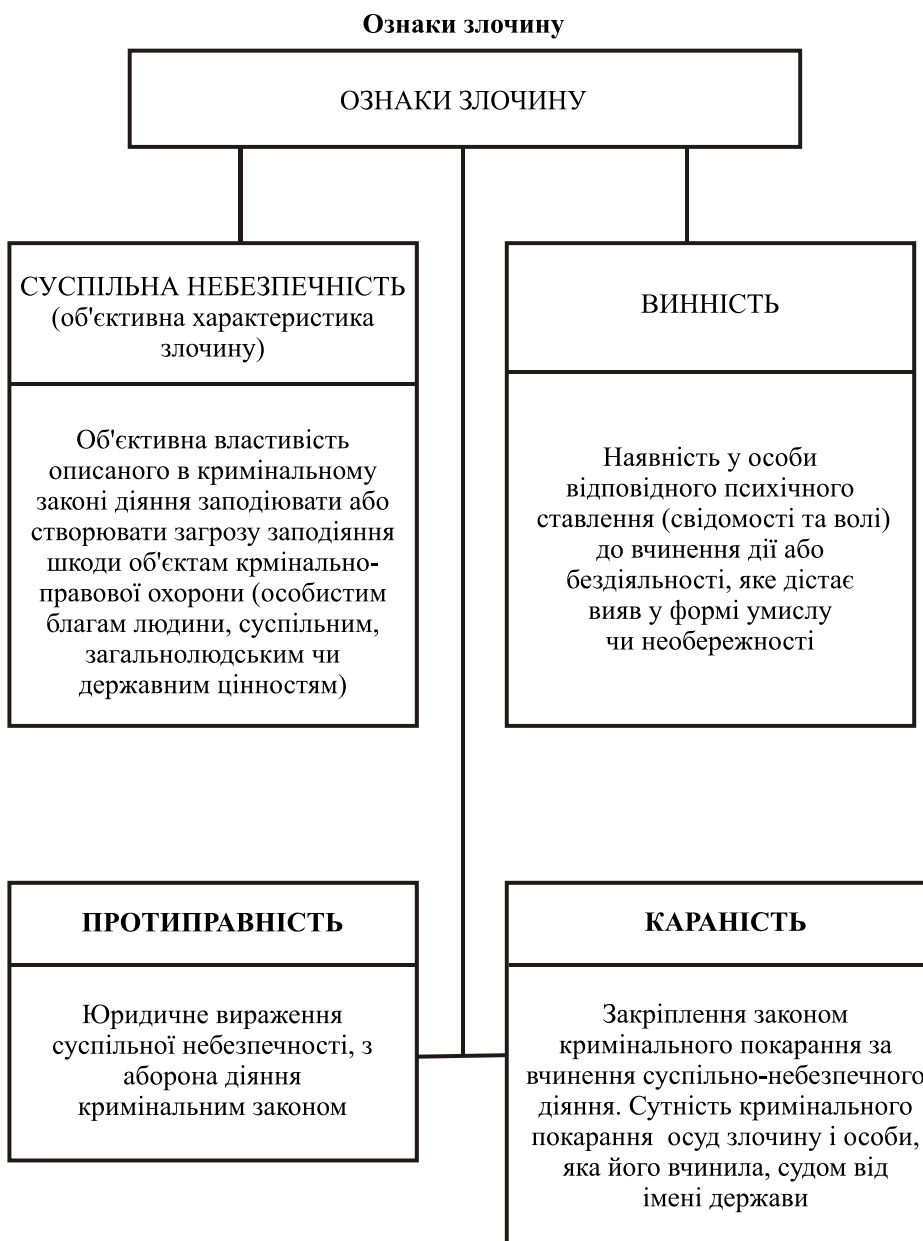 Ознаки злочину
ОЗНАКИ ЗЛОЧИНУ
СУСПІЛЬНА НЕБЕЗПЕЧНІСТЬ
(об'єктивна характеристика
злочину)
Об'єктивна властивість
описаного в кримінальному
законі діяння заподіювати або
створювати загрозу заподіяння
шкоди об'єктам крмінально-
правової охорони (особистим
благам людини, суспільним,
загальнолюдським чи
державним цінностям)
ВИННІСТЬ
Наявність у особи
відповідного психічного
ставлення (свідомості та волі)
до вчинення дії або
бездіяльності, яке дістає
вияв у формі умислу
чи необережності
ПРОТИПРАВНІСТЬ
Юридичне вираження
суспільної небезпечності, з
аборона діяння
кримінальним законом
КАРАНІСТЬ
Закріплення законом
кримінального покарання за
вчинення суспільно-небезпечного
діяння. Сутність кримінального
покарання осуд злочину і особи,
яка його вчинила, судом від
імені держави